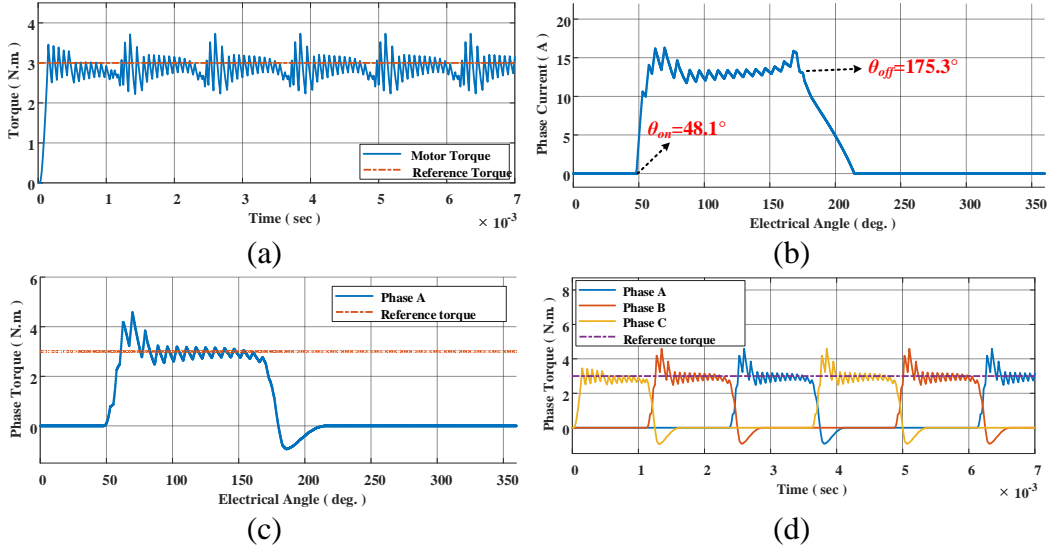 4
3
2
1
0
Torque ( N.m. )
Motor Torque
Reference Torque
0 1 2 3 4 5 6 7
Time ( sec )
× 10⁻³
(a)
20
15
10
5
0
Phase Current ( A )
θon=48.1°
θoff=175.3°
0 50 100 150 200 250 300 350
Electrical Angle ( deg. )
(b)
6
4
2
0
Phase Torque ( N.m. )
Phase A
Reference torque
0 50 100 150 200 250 300 350
Electrical Angle ( deg. )
(c)
8
6
4
2
0
Phase Torque ( N.m. )
Phase A
Phase B
Phase C
Reference torque
0 1 2 3 4 5 6 7
Time ( sec )
× 10⁻³
(d)